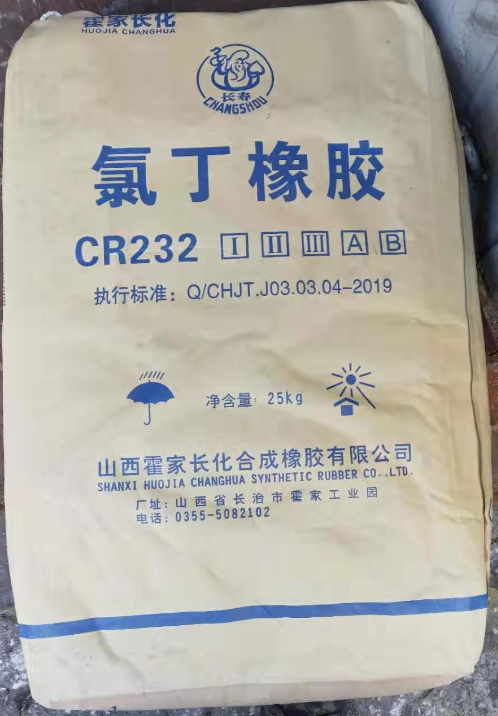 霍家长化
HUOJIA CHANGHUA
长寿
CHANGSHOU
氯丁橡胶
CR232 Ⅰ Ⅱ Ⅲ A B
执行标准：Q/CHJT.J03.03.04-2019
净含量：25kg
山西霍家长化合成橡胶有限公司
SHANXI HUOJIA CHANGHUA SYNTHETIC RUBBER CO.,LTD.
厂址：山西省长治市霍家工业园
电话：0355-5082102